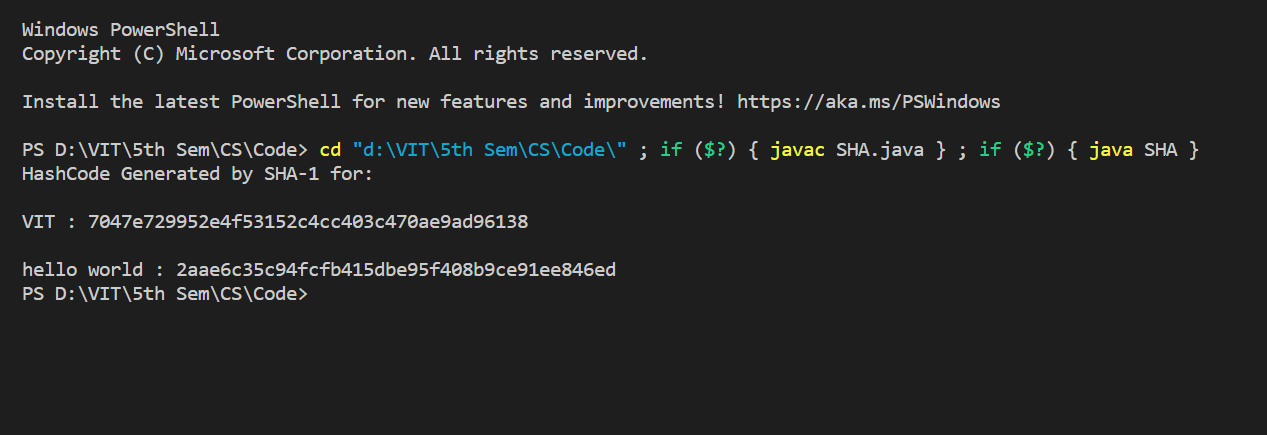 Windows PowerShell
Copyright (C) Microsoft Corporation. All rights reserved.
Install the latest PowerShell for new features and improvements! https://aka.ms/PSWindows
PS D:\VIT\5th Sem\CS\Code> cd "d:\VIT\5th Sem\CS\Code\" ; if ($?) { javac SHA.java } ; if ($?) { java SHA }
HashCode Generated by SHA-1 for:
VIT : 7047e729952e4f53152c4cc403c470ae9ad96138
hello world : 2aae6c35c94fcfb415dbe95f408b9ce91ee846ed
PS D:\VIT\5th Sem\CS\Code>